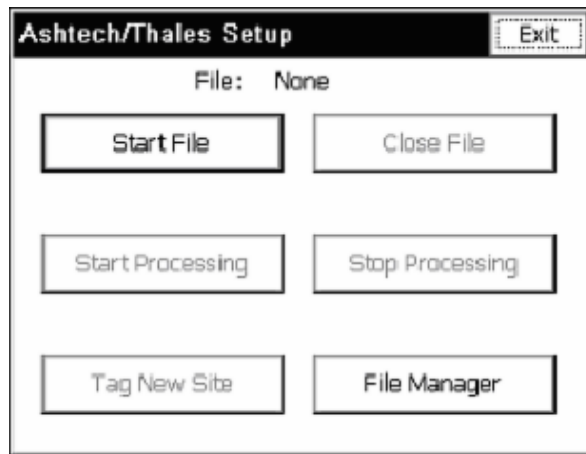 Ashtech/Thales Setup Exit
File: None
Start File Close File
Start Processing Stop Processing
Tag New Site File Manager